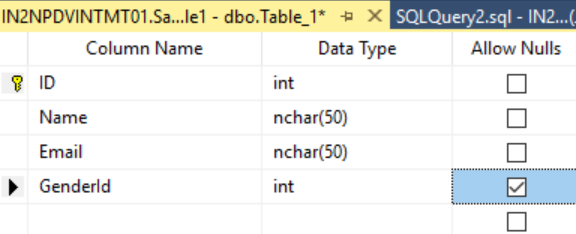 IN2NPDVINTMT01.Sa...le1 - dbo.Table_1* SQLQuery2.sql - IN2...(
Column Name Data Type Allow Nulls
ID int
Name nchar(50)
Email nchar(50)
GenderId int